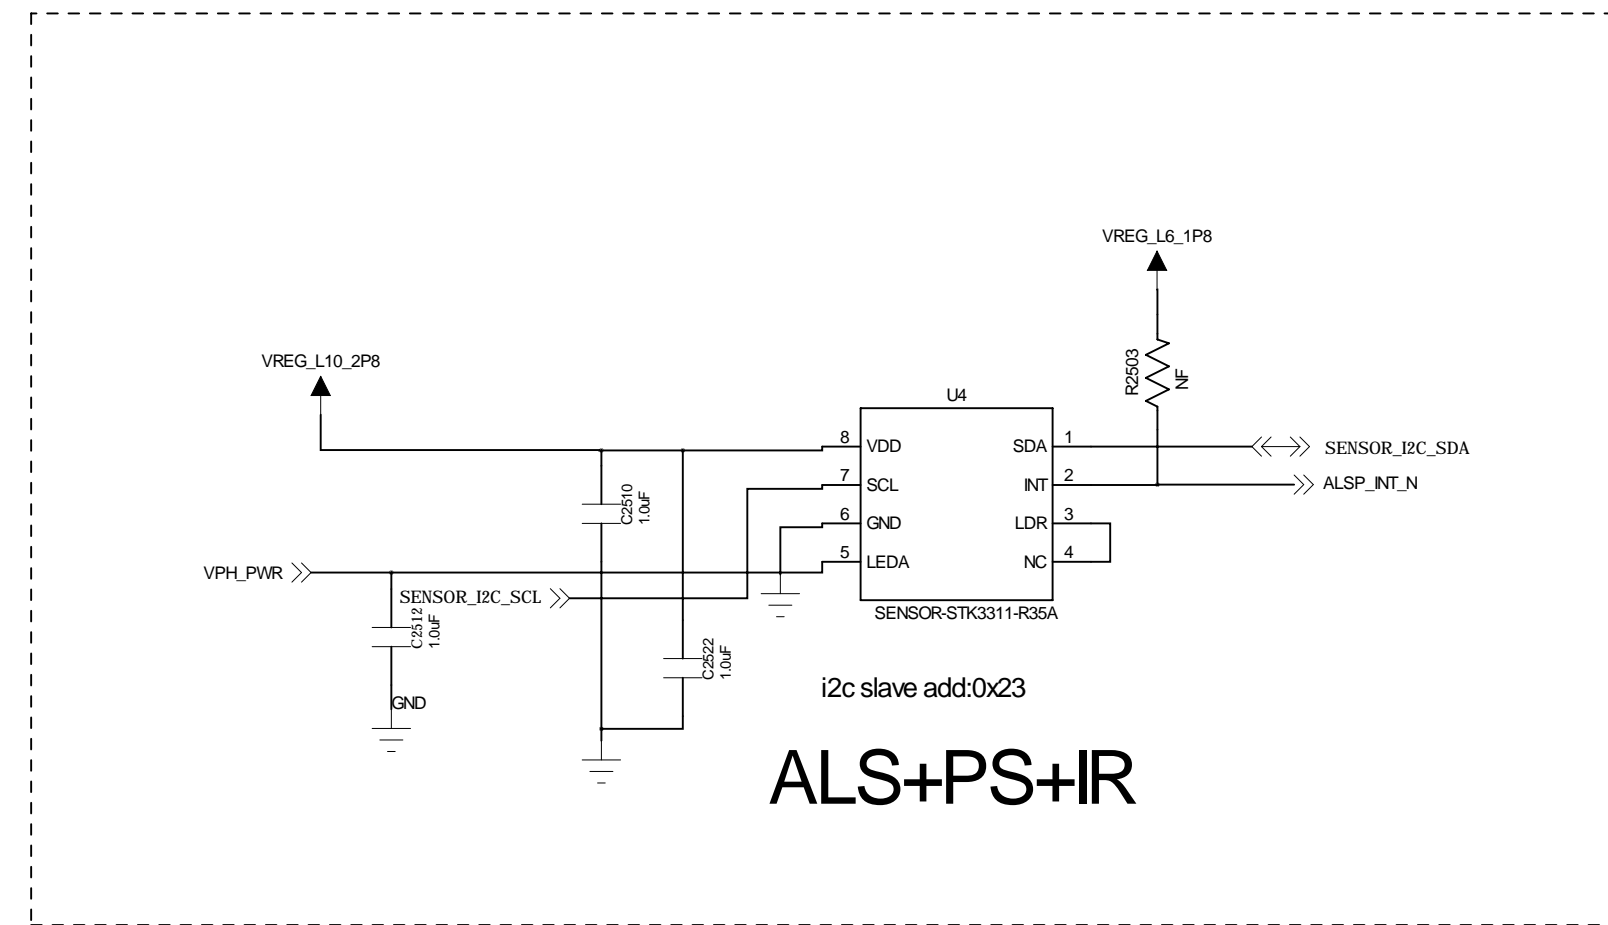 VREG_L6_1P8
R2503
NF
VREG_L10_2P8
U4
8
VDD
SDA
1
SENSOR_I2C_SDA
7
SCL
INT
2
ALSP_INT_N
C2510
1.0uF
6
GND
LDR
3
5
LEDA
NC
4
VPH_PWR
SENSOR_I2C_SCL
SENSOR-STK3311-R35A
C2512
1.0uF
C2522
1.0uF
GND
i2c slave add:0x23
ALS+PS+IR